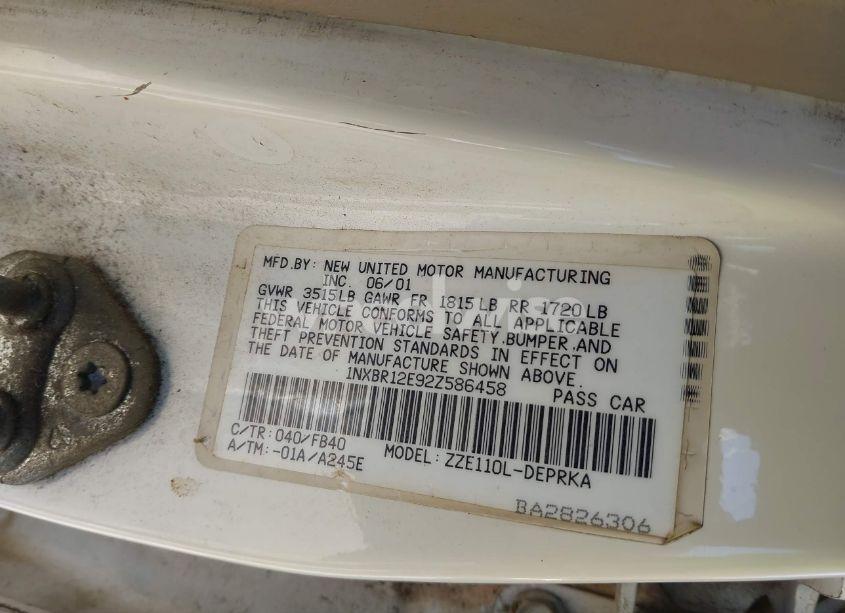 MFD.BY: NEW UNITED MOTOR MANUFACTURING
INC. 06/01
GVWR 3515LB GAWR FR 1815LB RR 1720LB
THIS VEHICLE CONFORMS TO ALL APPLICABLE
FEDERAL MOTOR VEHICLE SAFETY,BUMPER,AND
THEFT PREVENTION STANDARDS IN EFFECT ON
THE DATE OF MANUFACTURE SHOWN ABOVE.
1NXBR12E92Z586458 PASS CAR
C/TR: 040/FB40
A/TM: -01A/A245E MODEL: ZZE110L-DEPRKA
BA2826306